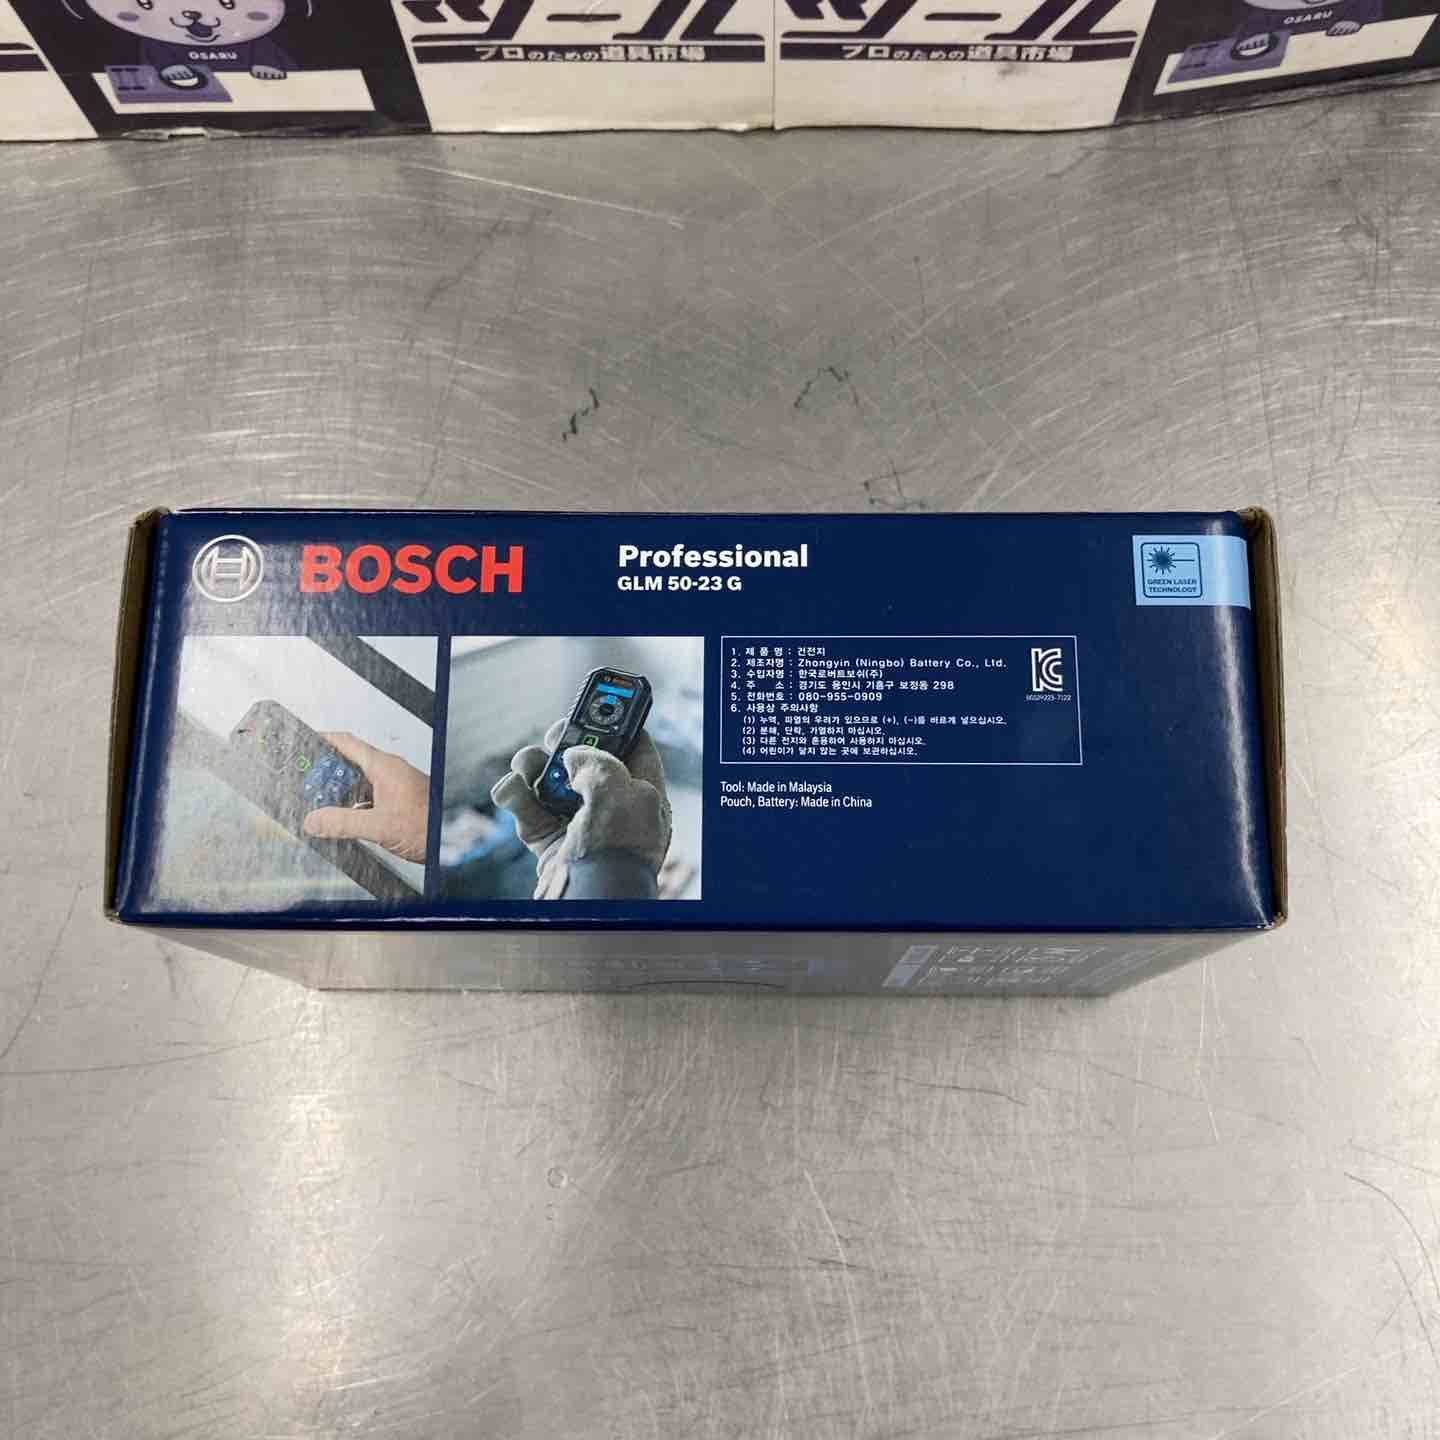 OSARU
ツール
プロのための道具市場
ツール
プロのための道具市場
OSARU
BOSCH
Professional
GLM 50-23 G
GREEN LASER
TECHNOLOGY
1. 제 품 명 : 건전지
2. 제조자명 : Zhongyin (Ningbo) Battery Co., Ltd.
3. 수입자명 : 한국로버트보쉬(주)
4. 주 소 : 경기도 용인시 기흥구 보정동 298
5. 전화번호 : 080-955-0909
6. 사용상 주의사항
(1) 누액, 파열의 우려가 있으므로 (+), (-)를 바르게 넣으십시오.
(2) 분해, 단락, 가열하지 마십시오.
(3) 다른 전지와 혼용하여 사용하지 마십시오.
(4) 어린이가 닿지 않는 곳에 보관하십시오.
Tool: Made in Malaysia
Pouch, Battery: Made in China